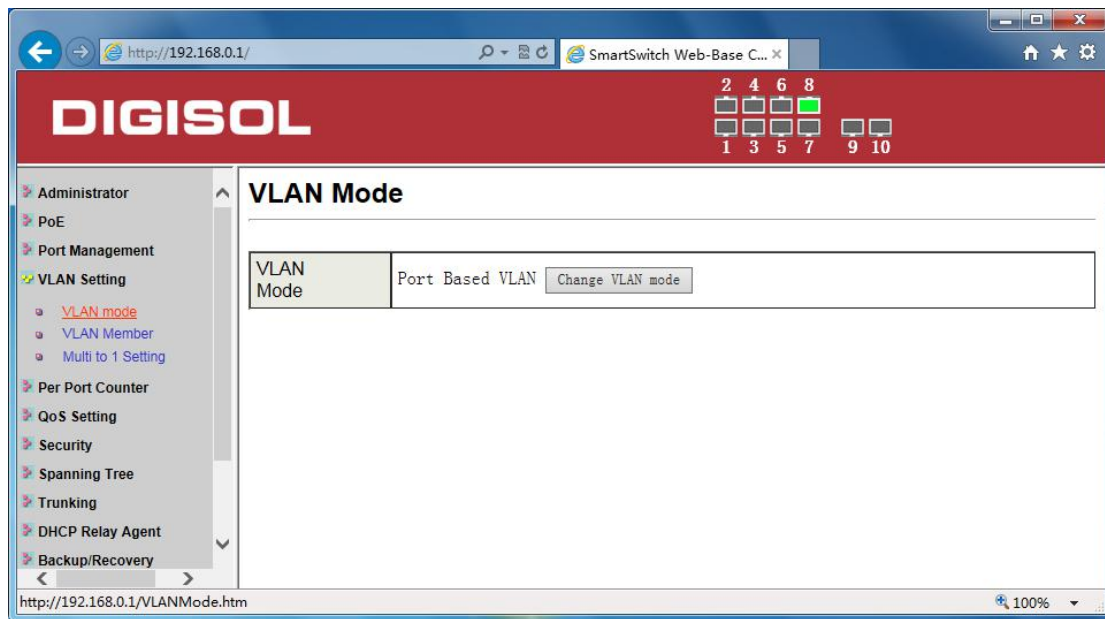 http://192.168.0.1/
SmartSwitch Web-Base C...
DIGISOL
2 4 6 8
1 3 5 7 9 10
Administrator
PoE
Port Management
VLAN Setting
VLAN mode
VLAN Member
Multi to 1 Setting
Per Port Counter
QoS Setting
Security
Spanning Tree
Trunking
DHCP Relay Agent
Backup/Recovery
VLAN Mode
VLAN Mode
Port Based VLAN
Change VLAN mode
http://192.168.0.1/VLANMode.htm
100%